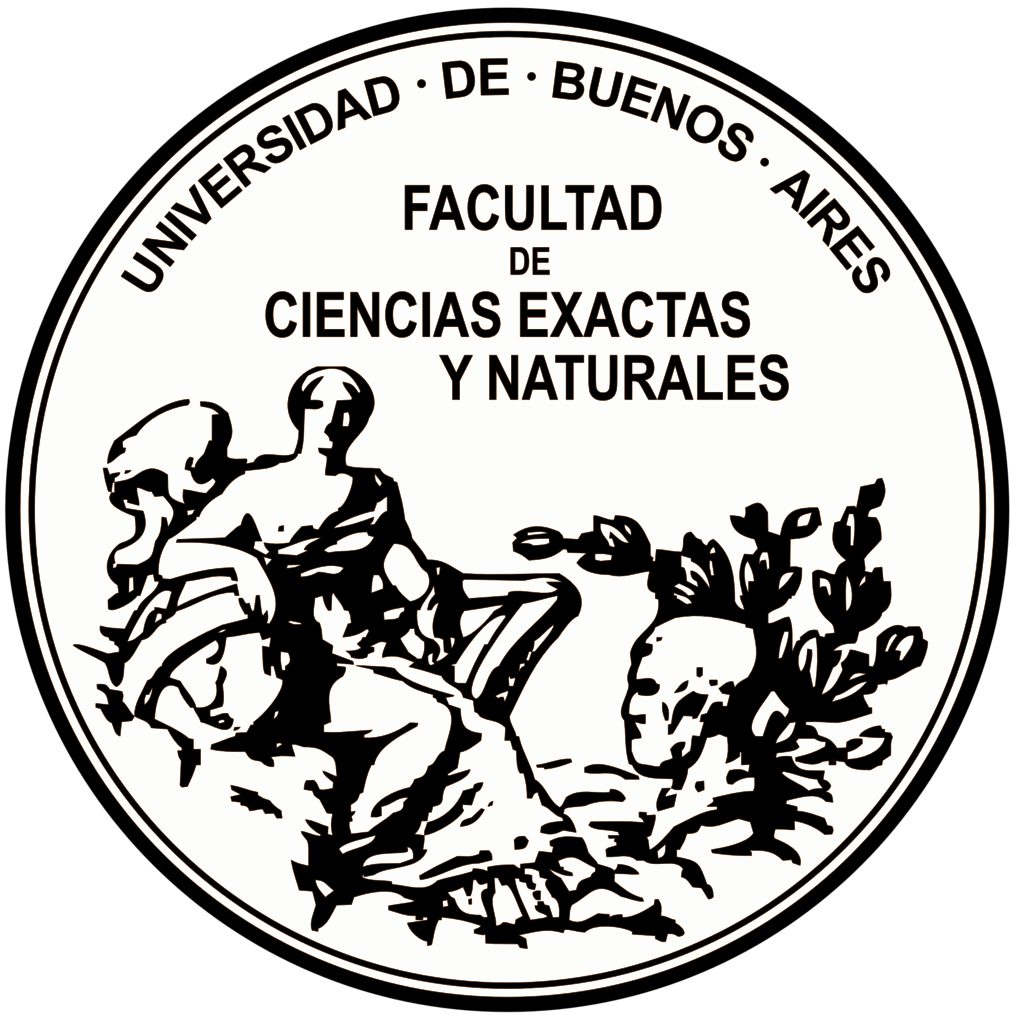 UNIVERSIDAD · DE · BUENOS · AIRES
FACULTAD
DE
CIENCIAS EXACTAS
Y NATURALES